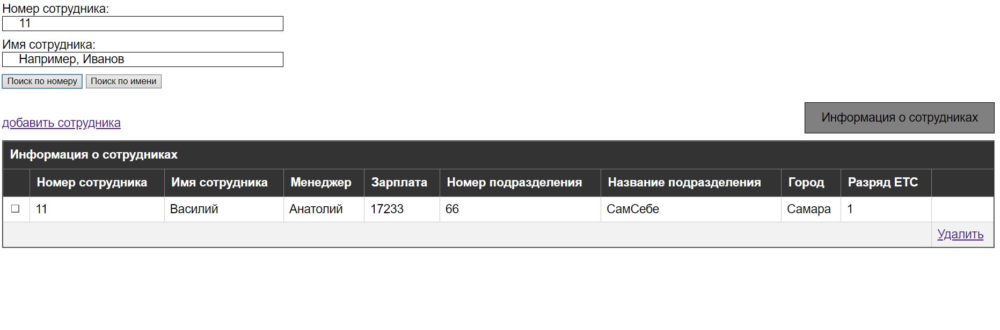 Номер сотрудника:
11
Имя сотрудника:
Например, Иванов
Поиск по номеру Поиск по имени
добавить сотрудника
Информация о сотрудниках
Информация о сотрудниках
Номер сотрудника Имя сотрудника Менеджер Зарплата Номер подразделения Название подразделения Город Разряд ЕТС
11 Василий Анатолий 17233 66 СамСебе Самара 1
Удалить